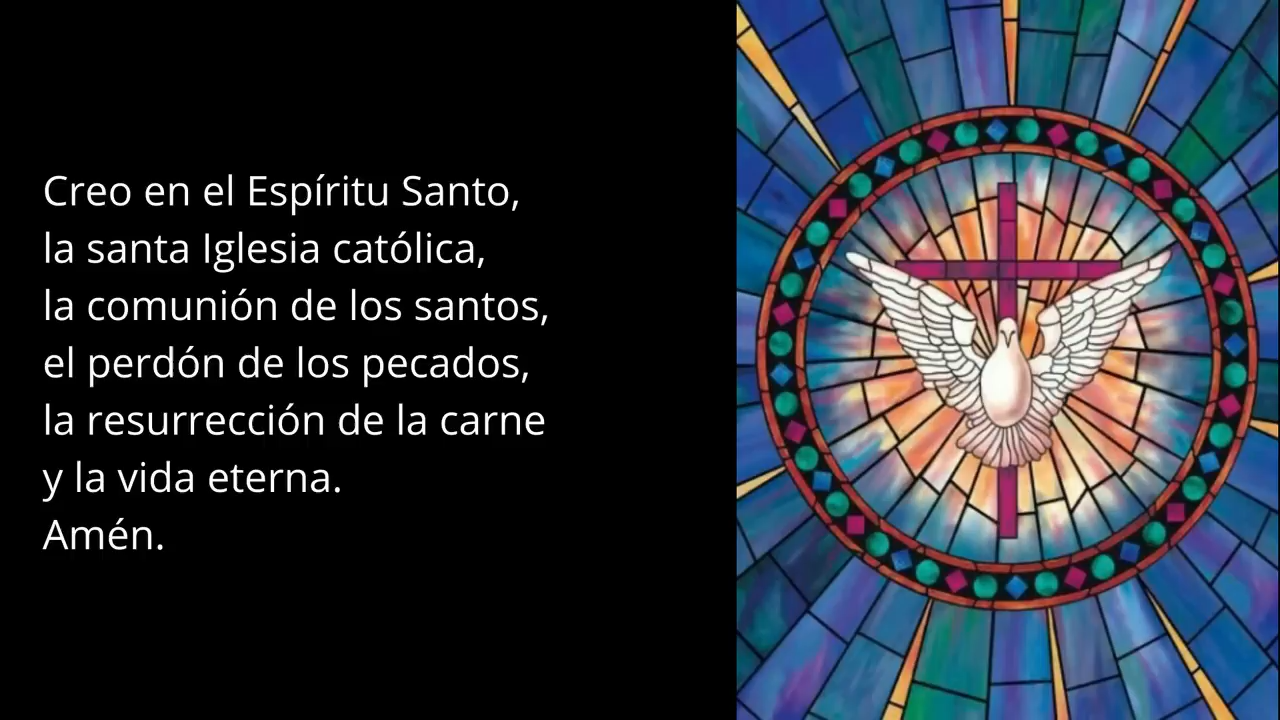 Creo en el Espíritu Santo,
la santa Iglesia católica,
la comunión de los santos,
el perdón de los pecados,
la resurrección de la carne
y la vida eterna.
Amén.